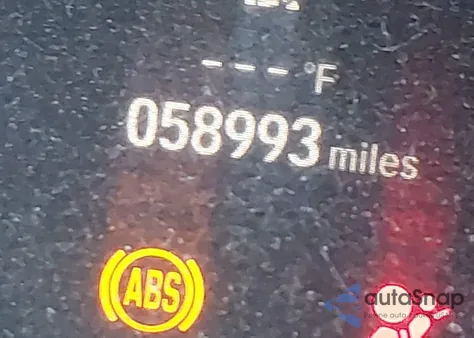 --- °F
058993 miles
ABS
autoSnap